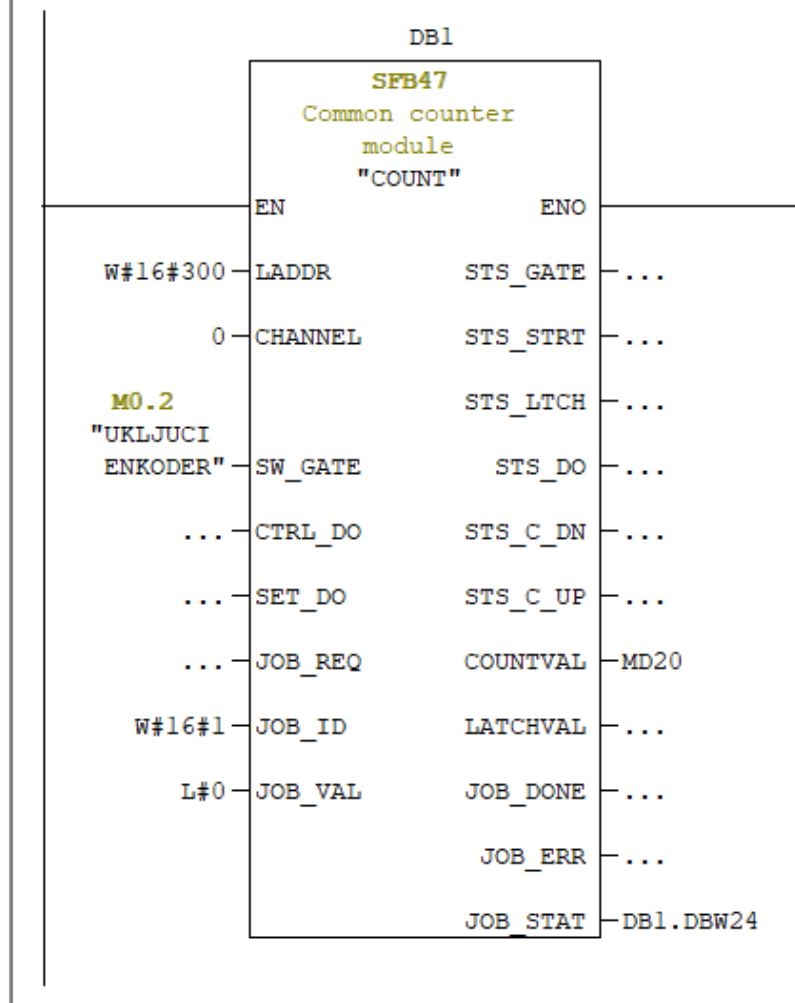 DB1
SFB47
Common counter
module
"COUNT"
EN ENO
W#16#300 LADDR STS_GATE ...
0 CHANNEL STS_STRT ...
M0.2 STS_LTCH ...
"UKLJUCI
ENKODER" SW_GATE STS_DO ...
... CTRL_DO STS_C_DN ...
... SET_DO STS_C_UP ...
... JOB_REQ COUNTVAL MD20
W#16#1 JOB_ID LATCHVAL ...
L#0 JOB_VAL JOB_DONE ...
JOB_ERR ...
JOB_STAT DB1.DBW24